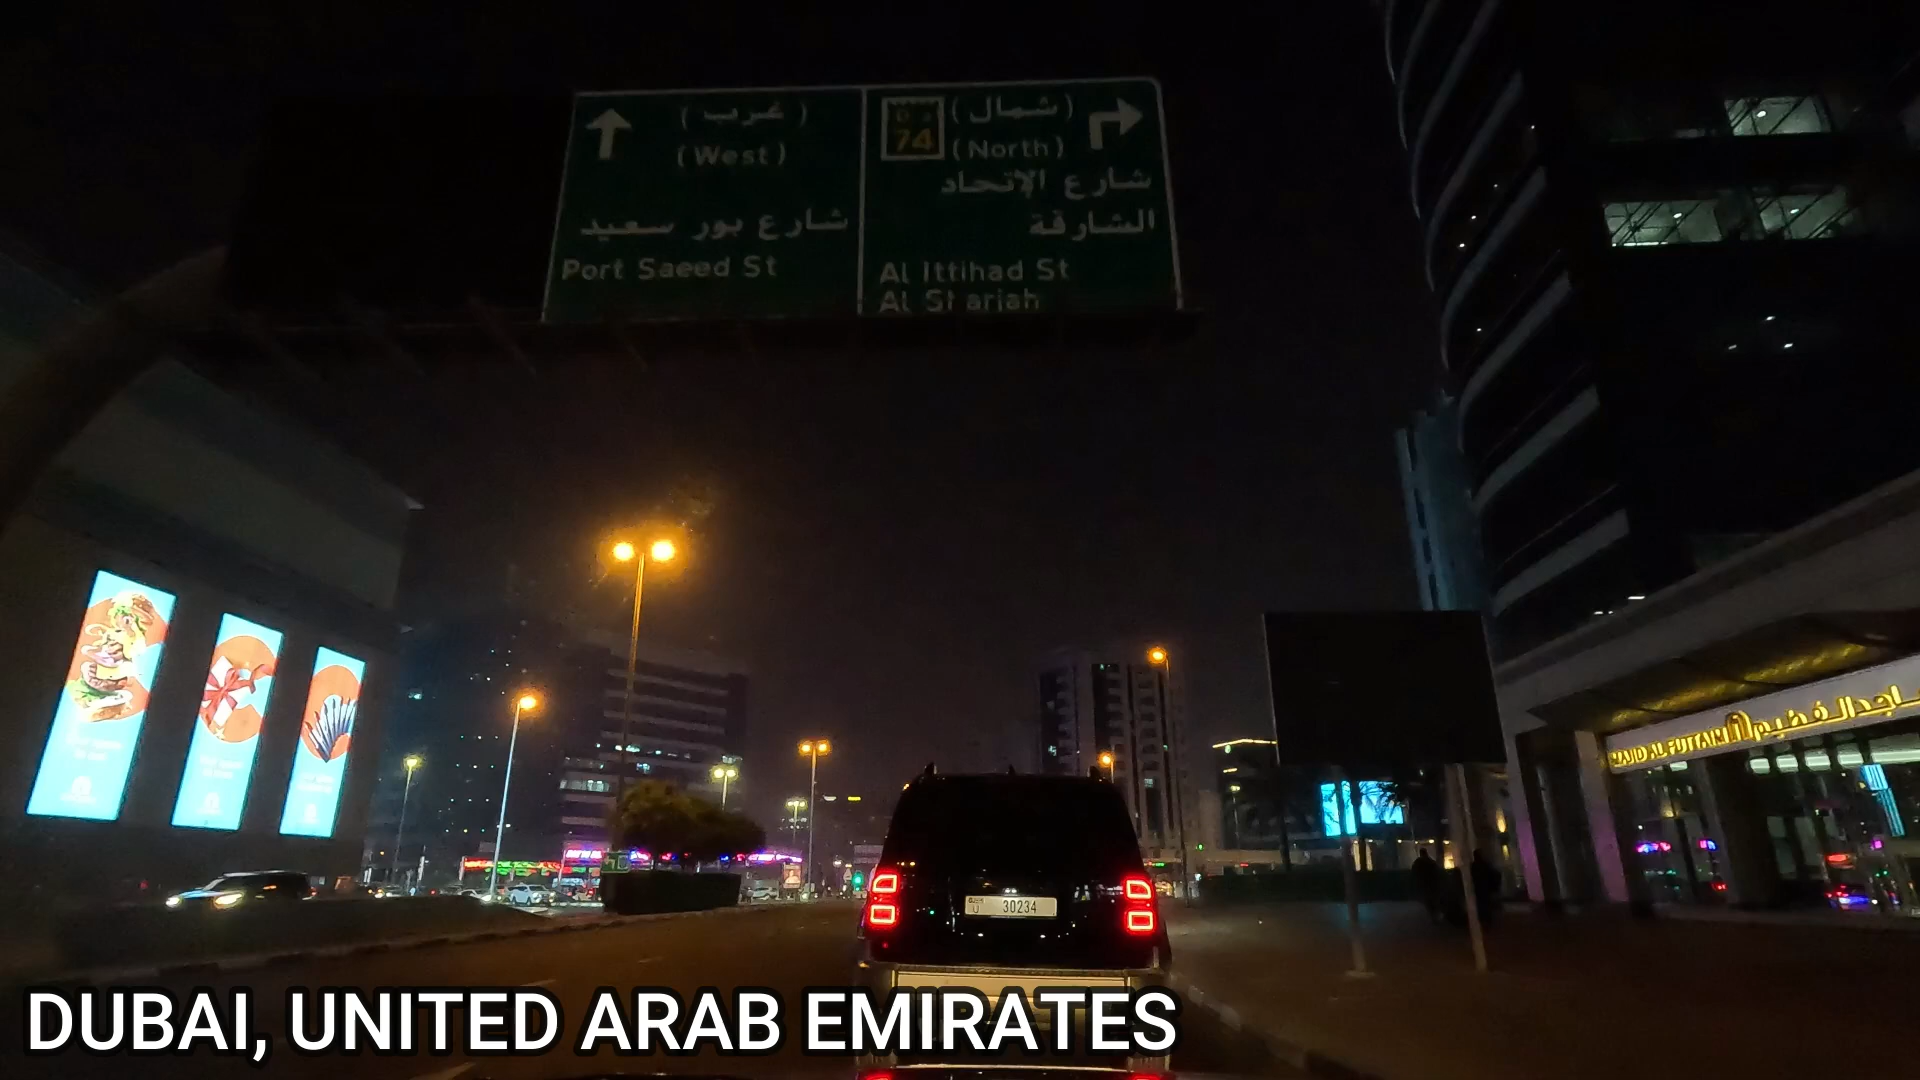 (غرب)
(West)
شارع بور سعيد
Port Saeed St
74
(شمال)
(North)
شارع الإتحاد
الشارقة
Al Ittihad St
Al Sharjah
MAJID AL FUTTAIM
ماجد الفطيم
U 30234
DUBAI, UNITED ARAB EMIRATES